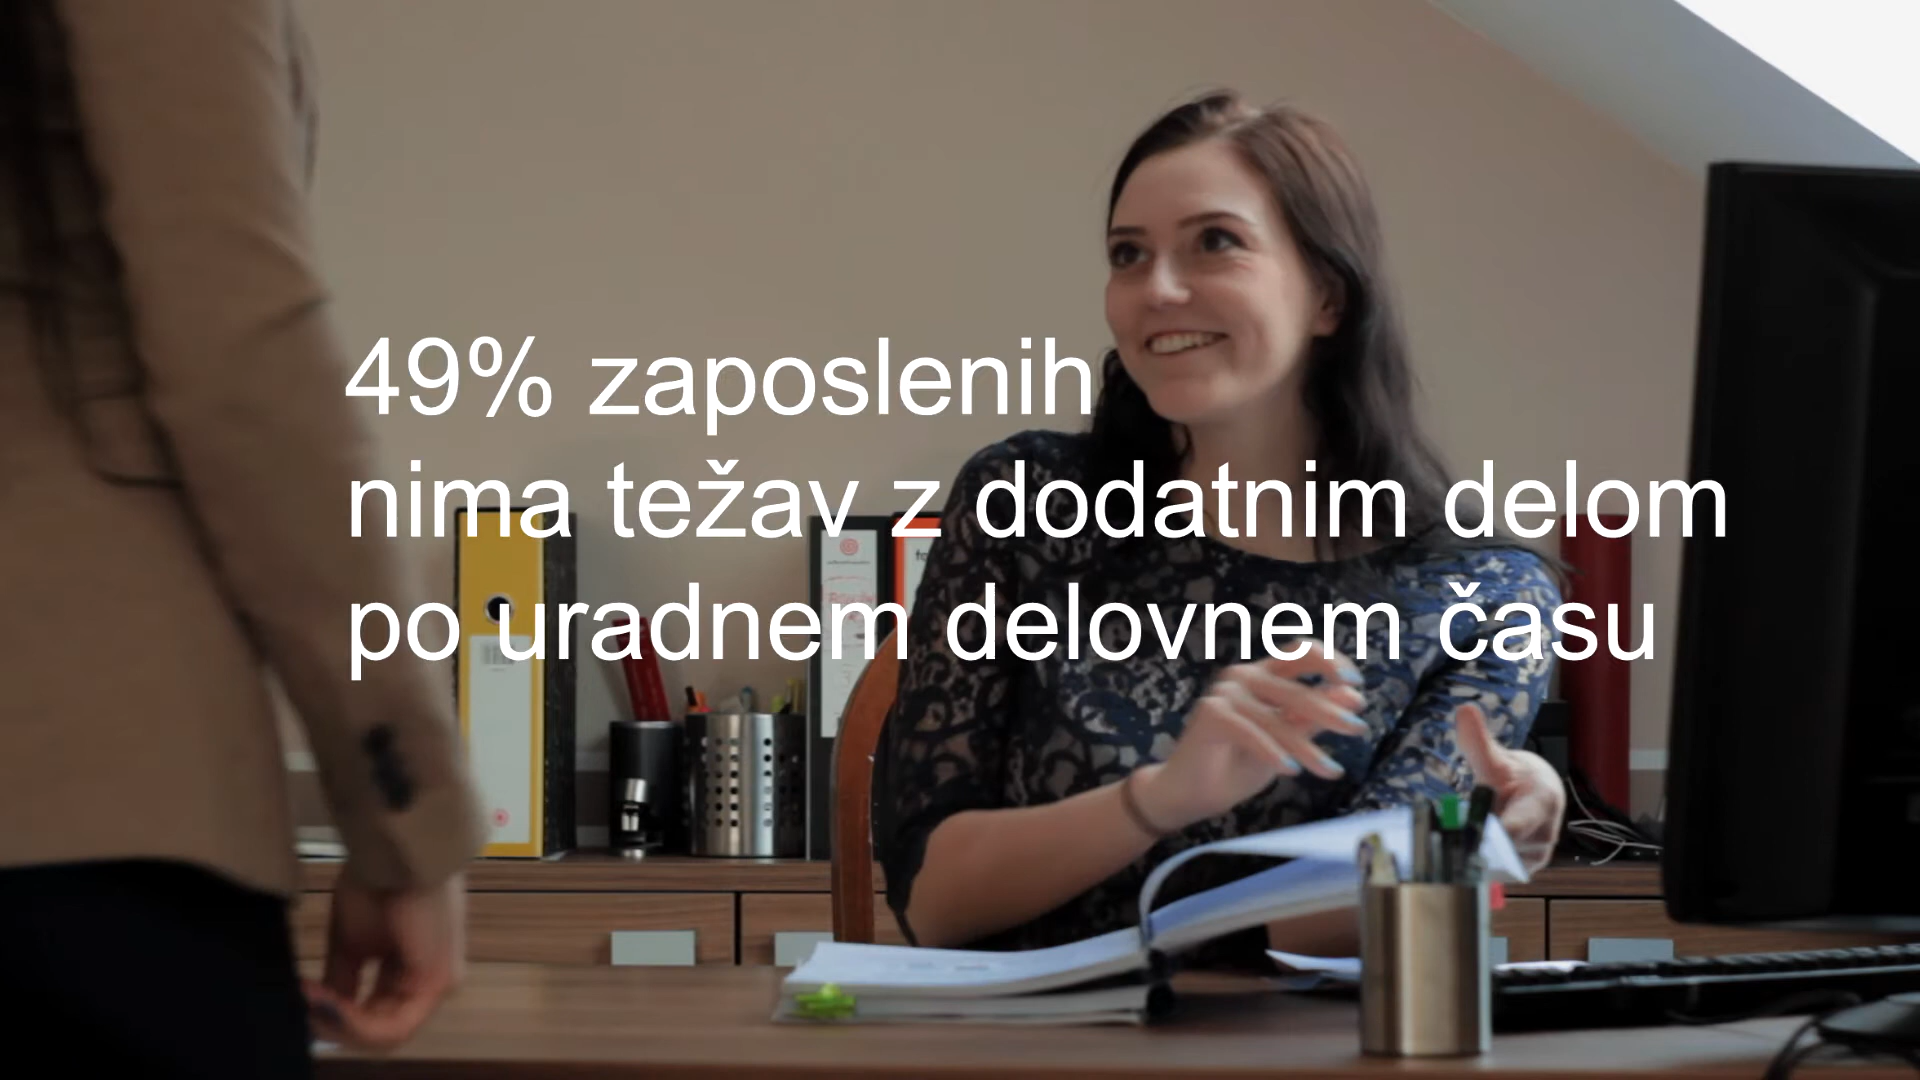 49% zaposlenih
nima težav z dodatnim delom
po uradnem delovnem času